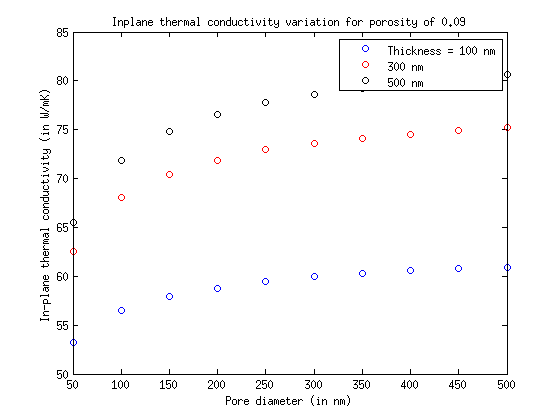 Inplane thermal conductivity variation for porosity of 0.09
85
80
75
70
65
60
55
50
In-plane thermal conductivity (in W/mK)
Thickness = 100 nm
300 nm
500 nm
50 100 150 200 250 300 350 400 450 500
Pore diameter (in nm)